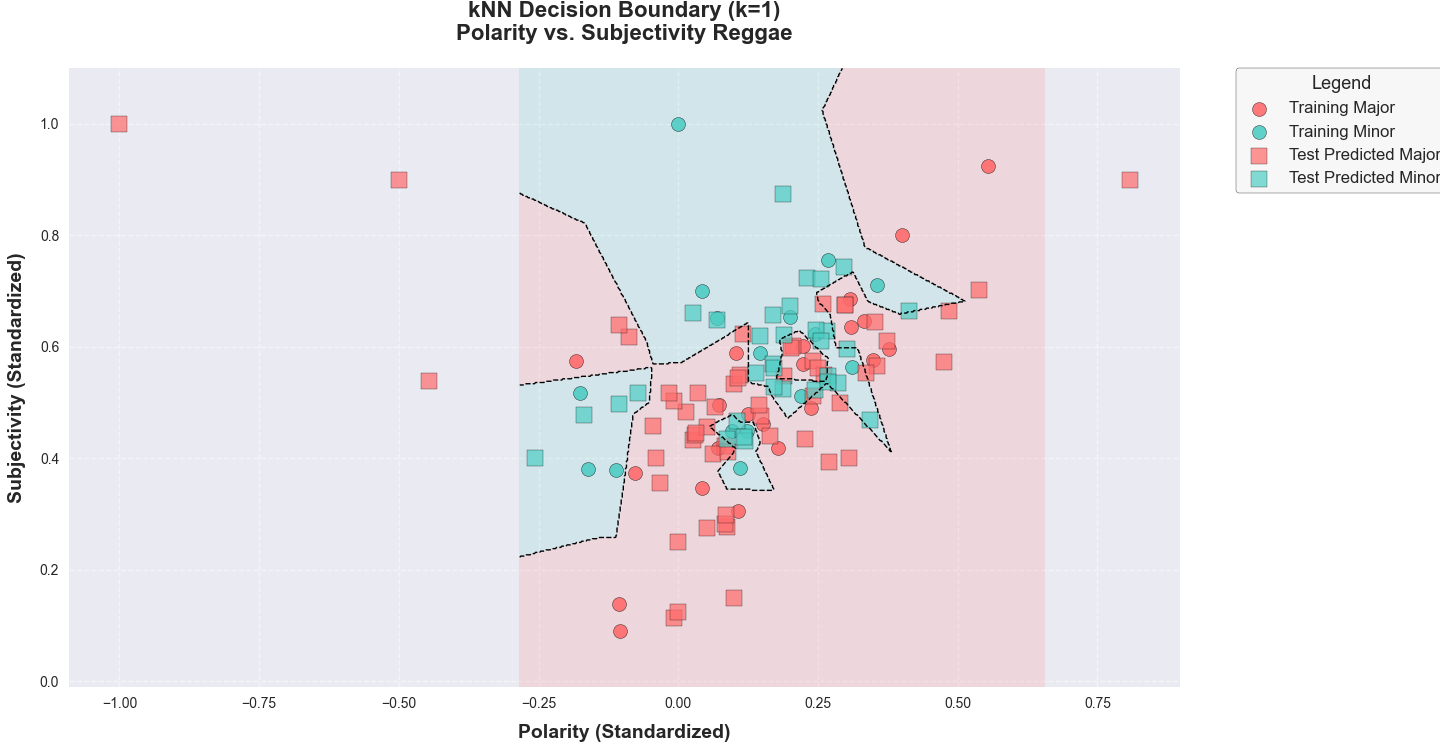 kNN Decision Boundary (k=1)
Polarity vs. Subjectivity Reggae
Legend
Training Major
Training Minor
Test Predicted Major
Test Predicted Minor
Subjectivity (Standardized)
1.0
0.8
0.6
0.4
0.2
0.0
−1.00
−0.75
−0.50
−0.25
0.00
0.25
0.50
0.75
Polarity (Standardized)